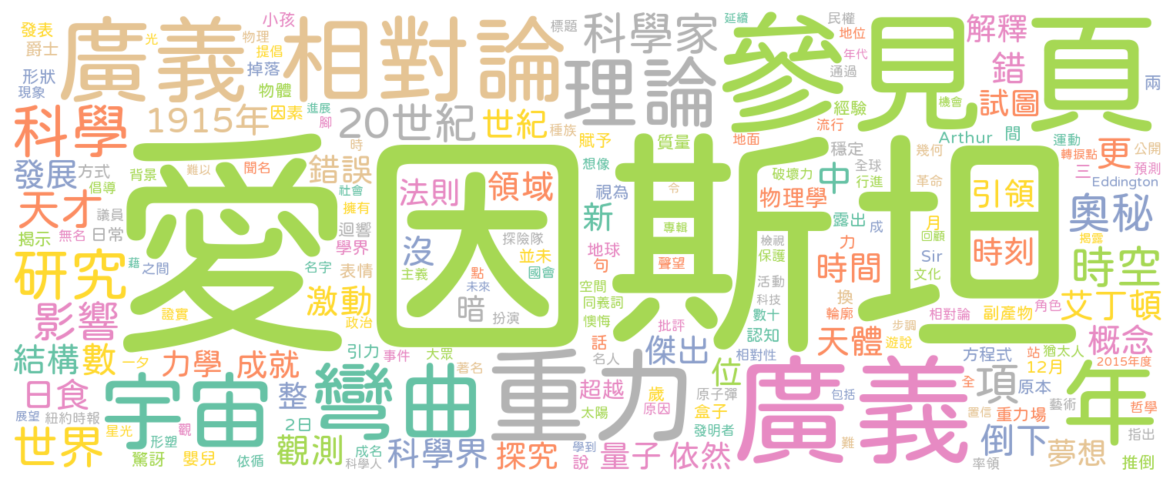 發表
小孩
爵士
光
物理
提倡
形狀
現象
掉落
物體
廣義
相對論
標題
科學家
理論
延續
參見頁
民權
地位
年代
通過
解釋
錯
試圖
兩
機會
科學
1915年
因素
進展
腳
20世紀
世紀
種族
賦予
質量
地面
經驗
流行
Arthur
間
運動
轉捩點
更
公開
預測
三
Eddington
發展
方式
倡導
背景
難以
聞名
錯誤
時
社會
愛因斯坦
法則
領域
想像
視為
令
穩定
破壞力
全球
行進
中
物理學
幾何
革命
引領
奧秘
天才
議員
揭示
無名
日常
擁有
迴響
學界
沒
探險隊
並未
國會
新
地球
句
專輯
聲望
檢視
保護
露出
成
月
回顧
力
Sir
文化
時刻
揭露
藉
之間
名字
表情
主義
點
未來
空間
同義詞
懊悔
活動
科技
數十
時間
換
輪廓
相對論
副產物
角色
時空
艾丁頓
研究
影響
證實
激動
政治
暗
扮演
話
批評
認知
天體
步調
遊說
概念
結構
數
一夕
力學
成就
引力
事件
大眾
著名
名人
傑出
相對性
方程式
站
猶太人
2015年度
日食
宇宙
整
彎曲
重力
超越
歲
太陽
原因
原子彈
位
盒子
發明者
廣義
包括
難
全
項
原本
12月
置信
重力場
藝術
年
哲學
指出
展望
紐約時報
世界
星光
觀
形塑
驚訝
嬰兒
依循
2日
觀測
成名
科學人
科學界
探究
學到
說
量子
依然
倒下
率領
夢想
推倒